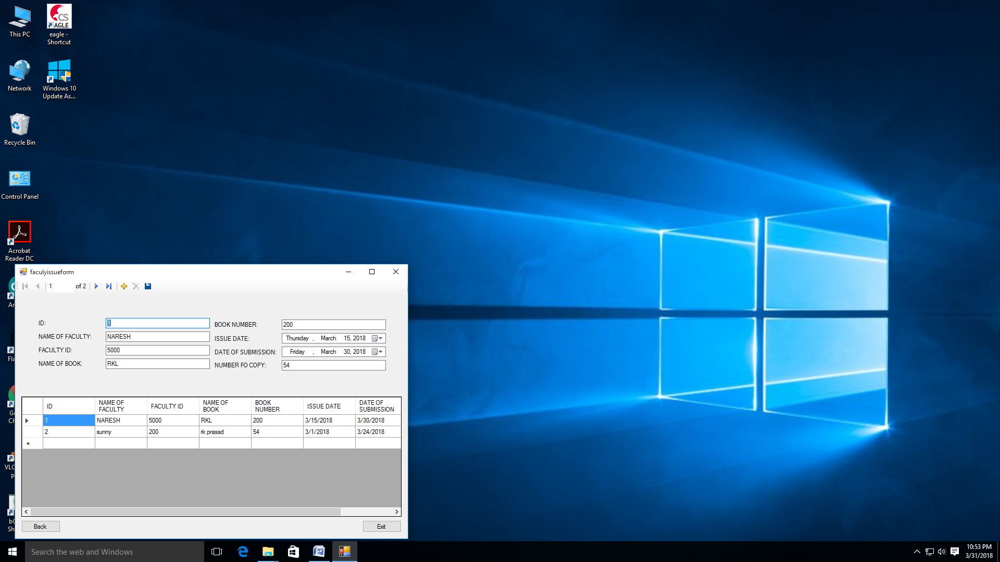 This PC
CS
AGLE
eagle -
Shortcut
Network
Windows 10
Update As...
Recycle Bin
Control Panel
Acrobat
Reader DC
faculyissueform
1 of 2
ID: 1
NAME OF FACULTY: NARESH
FACULTY ID: 5000
NAME OF BOOK: RKL
BOOK NUMBER: 200
ISSUE DATE: Thursday , March 15, 2018
DATE OF SUBMISSION: Friday , March 30, 2018
NUMBER FO COPY: 54
ID NAME OF FACULTY FACULTY ID NAME OF BOOK BOOK NUMBER ISSUE DATE DATE OF SUBMISSION
1 NARESH 5000 RKL 200 3/15/2018 3/30/2018
2 sunny 200 rk prasad 54 3/1/2018 3/24/2018
Back
Exit
Ar
Fla
Go
Ch
VLC
p
Sh
Search the web and Windows
10:53 PM
3/31/2018